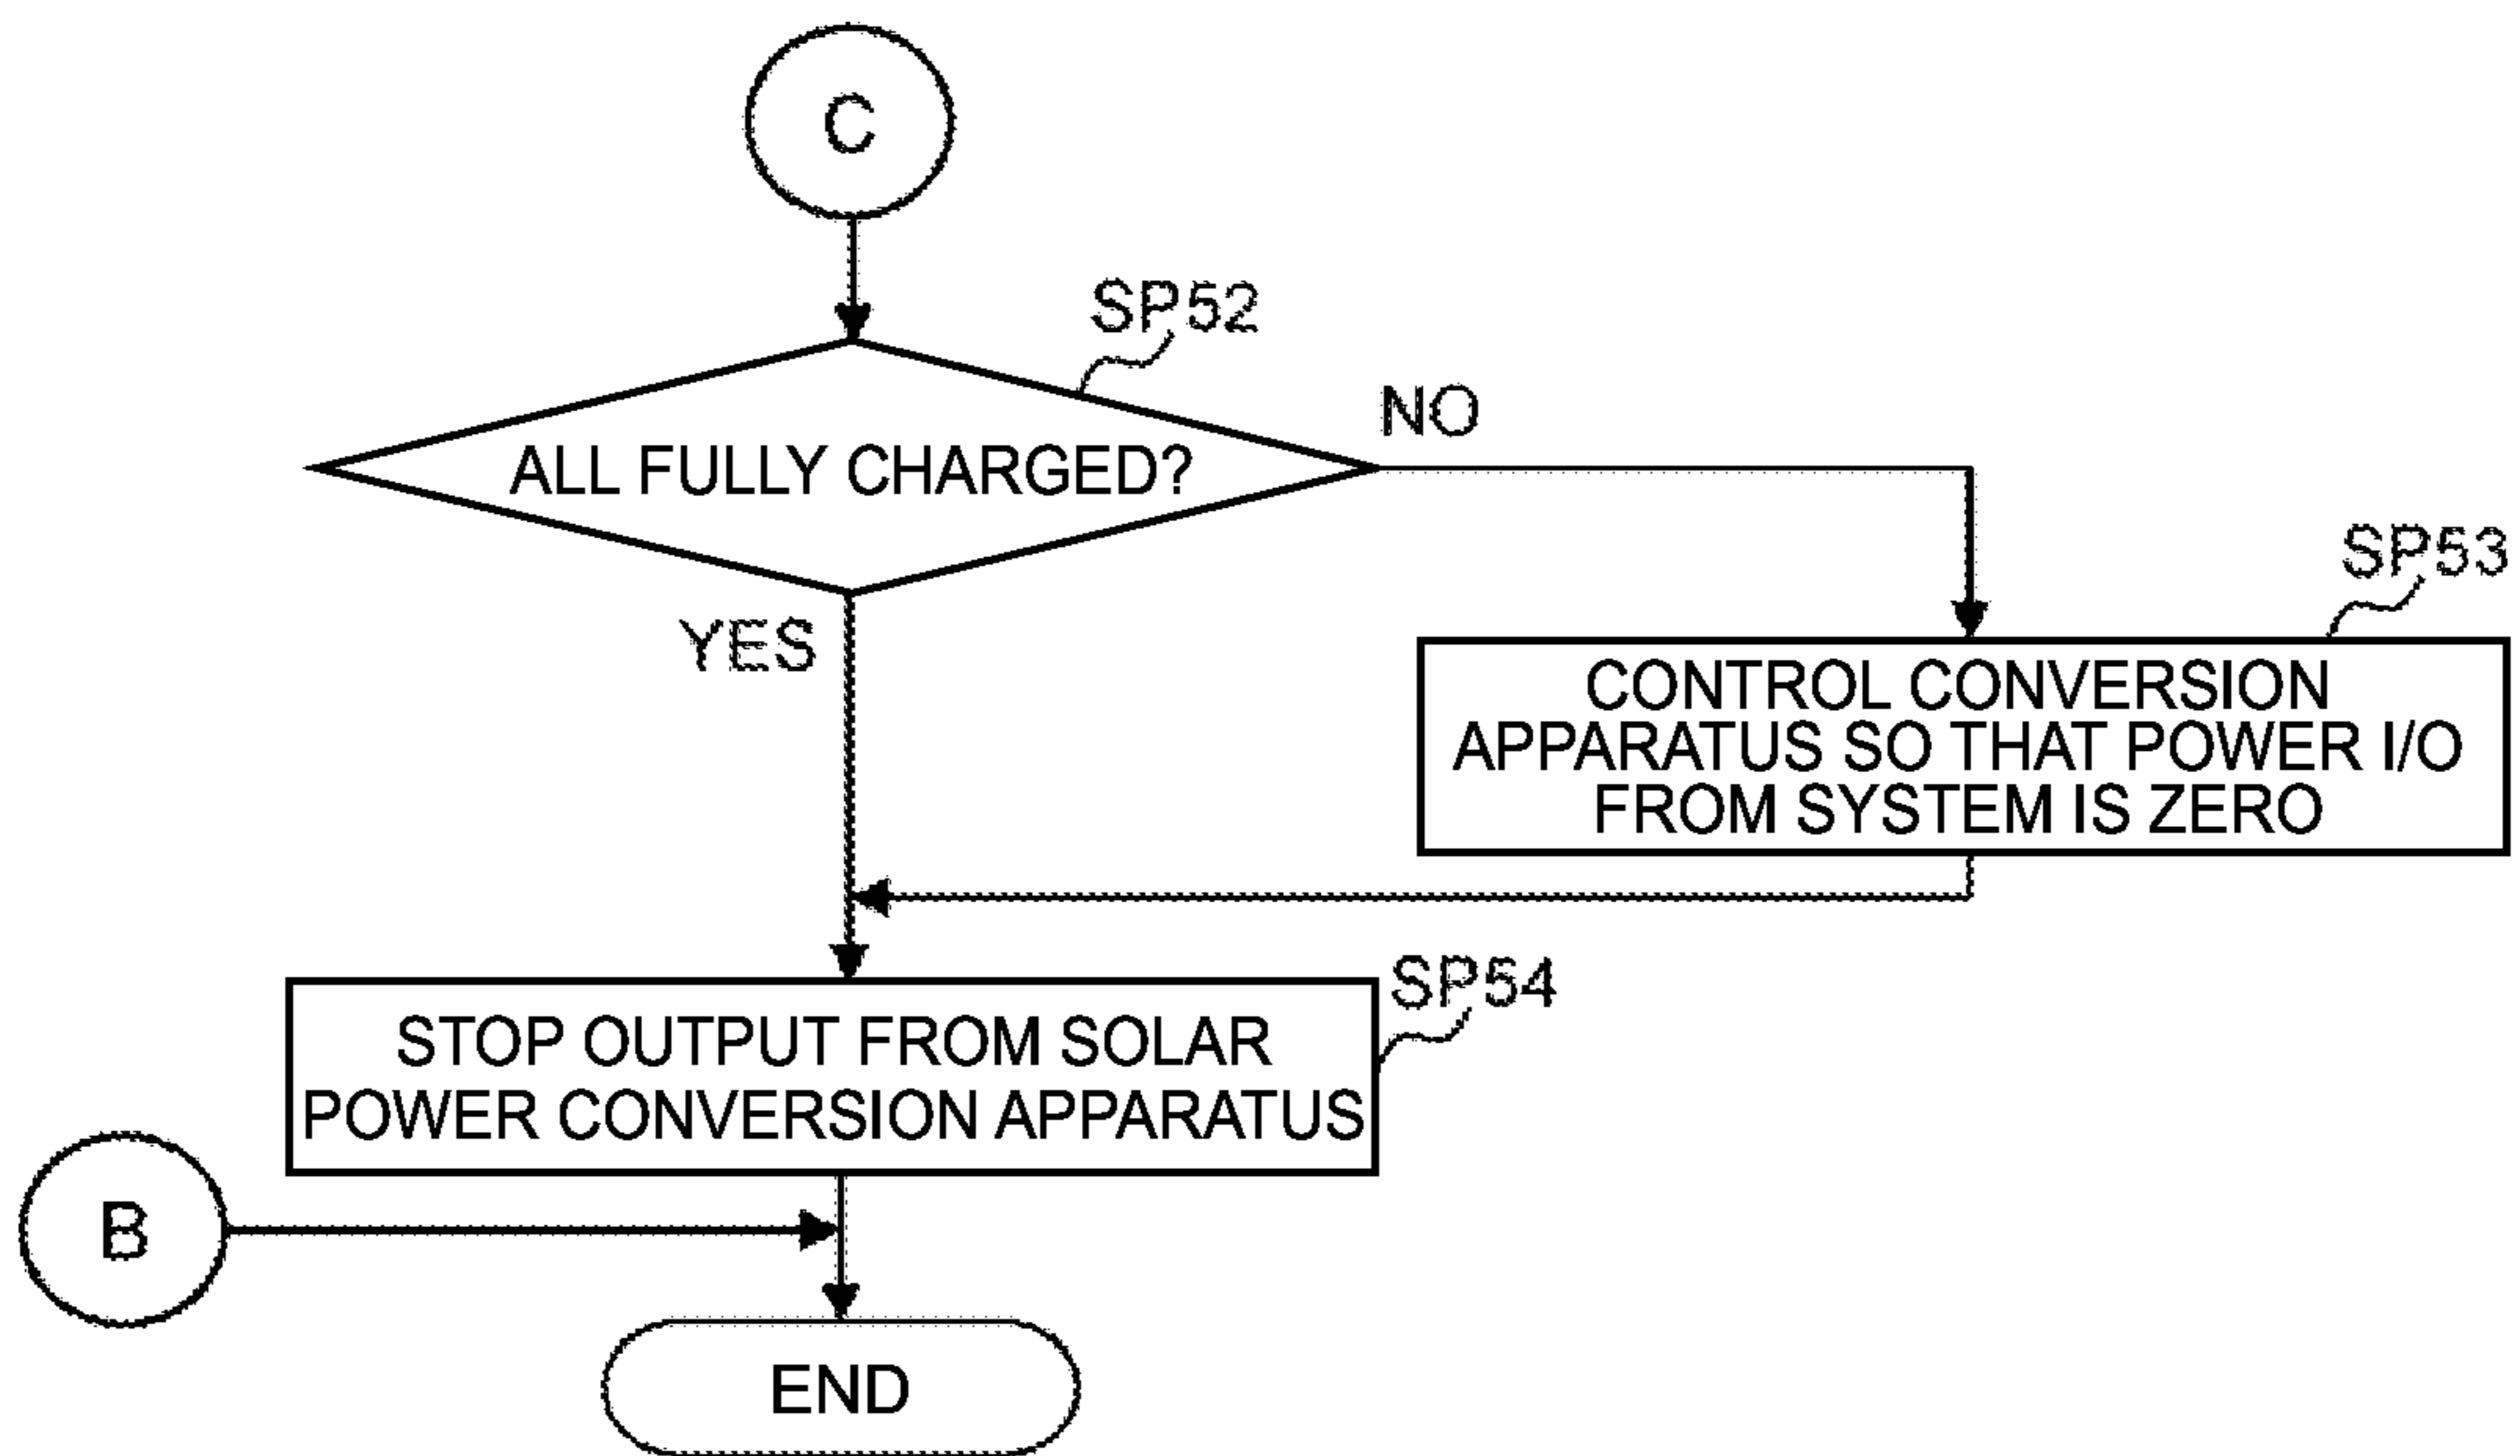 C
SP52
ALL FULLY CHARGED?
NO
YES
SP53
CONTROL CONVERSION
APPARATUS SO THAT POWER I/O
FROM SYSTEM IS ZERO
SP54
STOP OUTPUT FROM SOLAR
POWER CONVERSION APPARATUS
B
END